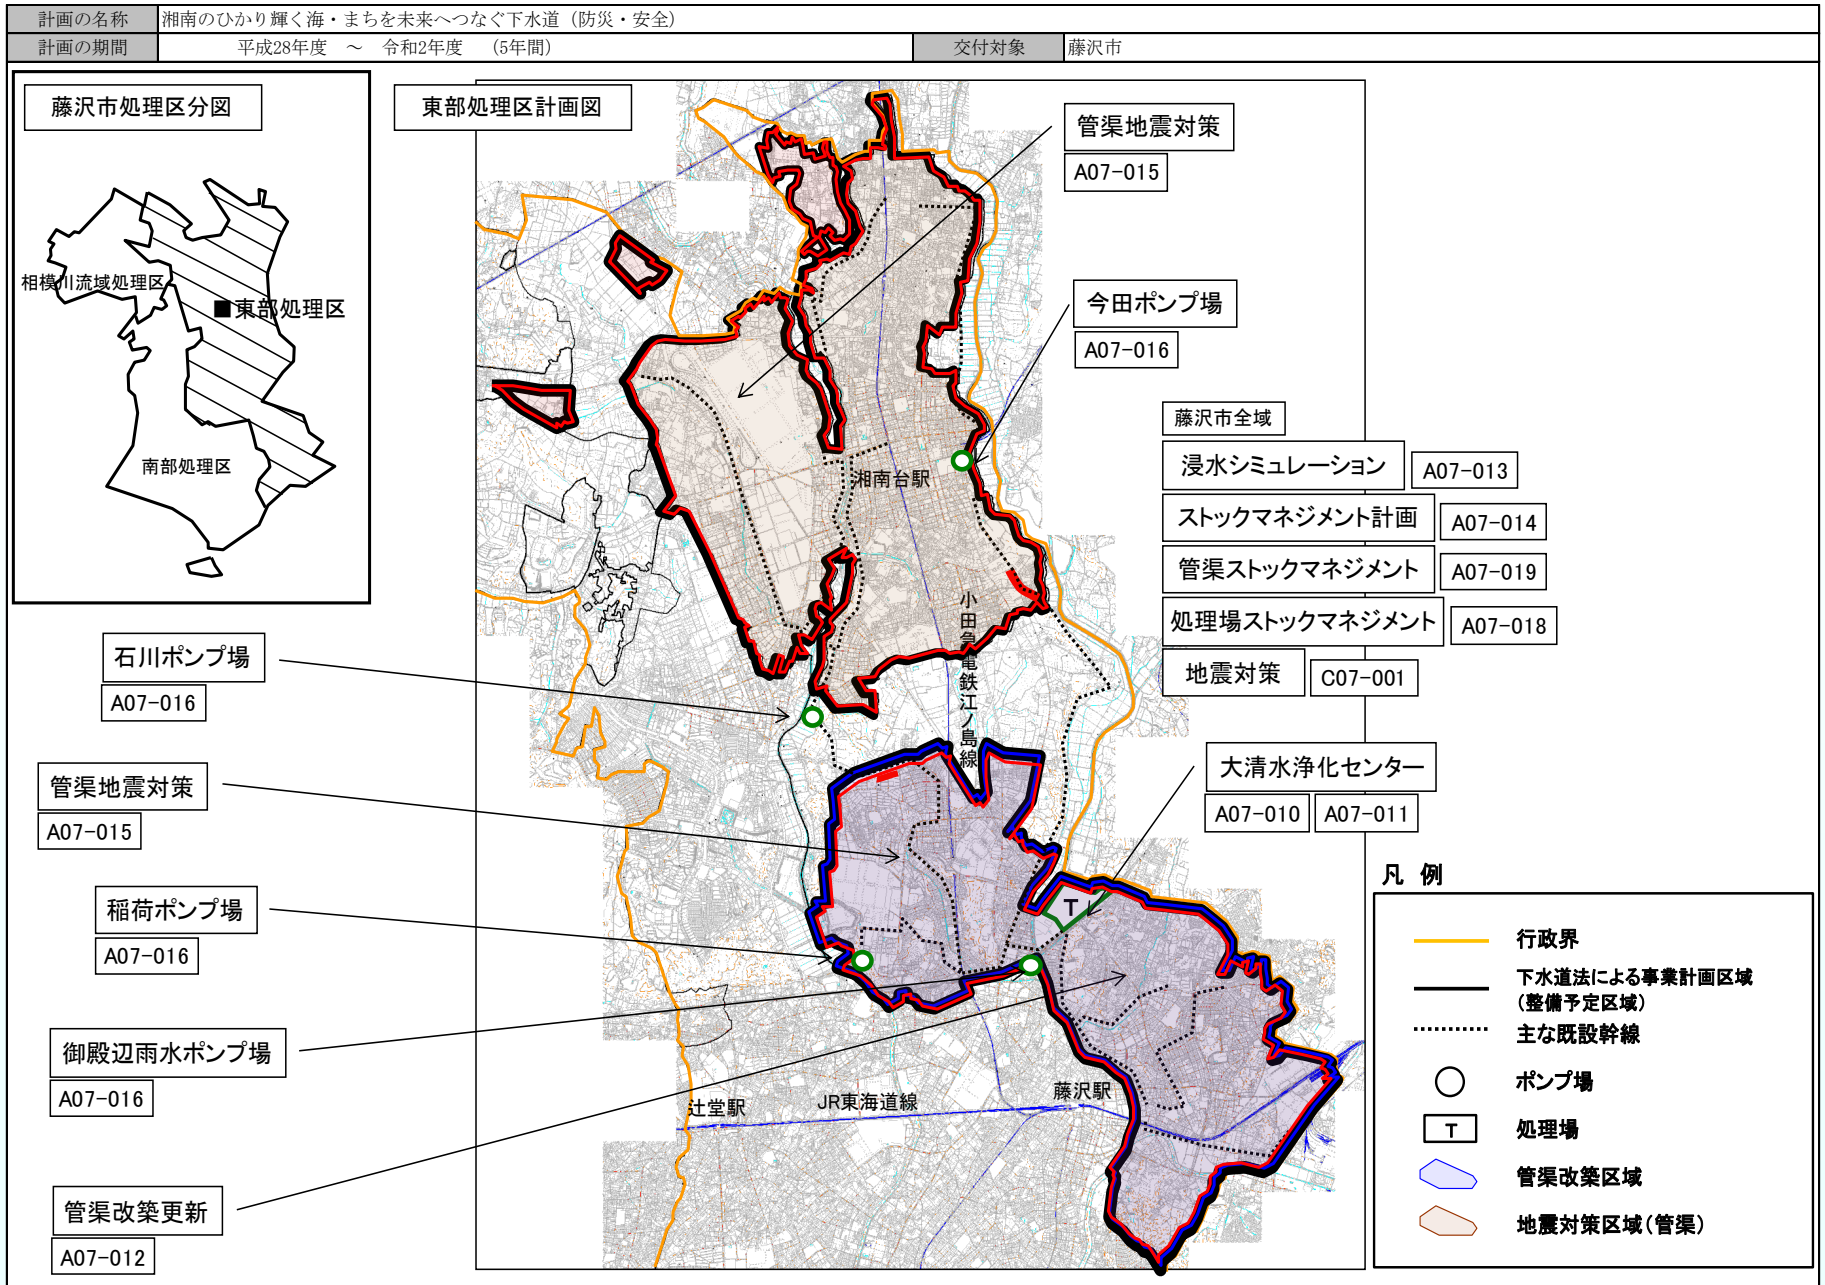 計画の名称 湘南のひかり輝く海・まちを未来へつなぐ下水道（防災・安全）
計画の期間 平成28年度 ～ 令和2年度 （5年間） 交付対象 藤沢市
藤沢市処理区分図
相模川流域処理区
■東部処理区
南部処理区
東部処理区計画図
管渠地震対策
A07-015
今田ポンプ場
A07-016
藤沢市全域
浸水シミュレーション A07-013
ストックマネジメント計画 A07-014
管渠ストックマネジメント A07-019
処理場ストックマネジメント A07-018
地震対策 C07-001
湘南台駅
小田急電鉄江ノ島線
石川ポンプ場
A07-016
管渠地震対策
A07-015
大清水浄化センター
A07-010 A07-011
稲荷ポンプ場
A07-016
T
御殿辺雨水ポンプ場
A07-016
辻堂駅
JR東海道線
藤沢駅
管渠改築更新
A07-012
凡 例
行政界
下水道法による事業計画区域
(整備予定区域)
主な既設幹線
ポンプ場
T 処理場
管渠改築区域
地震対策区域(管渠)